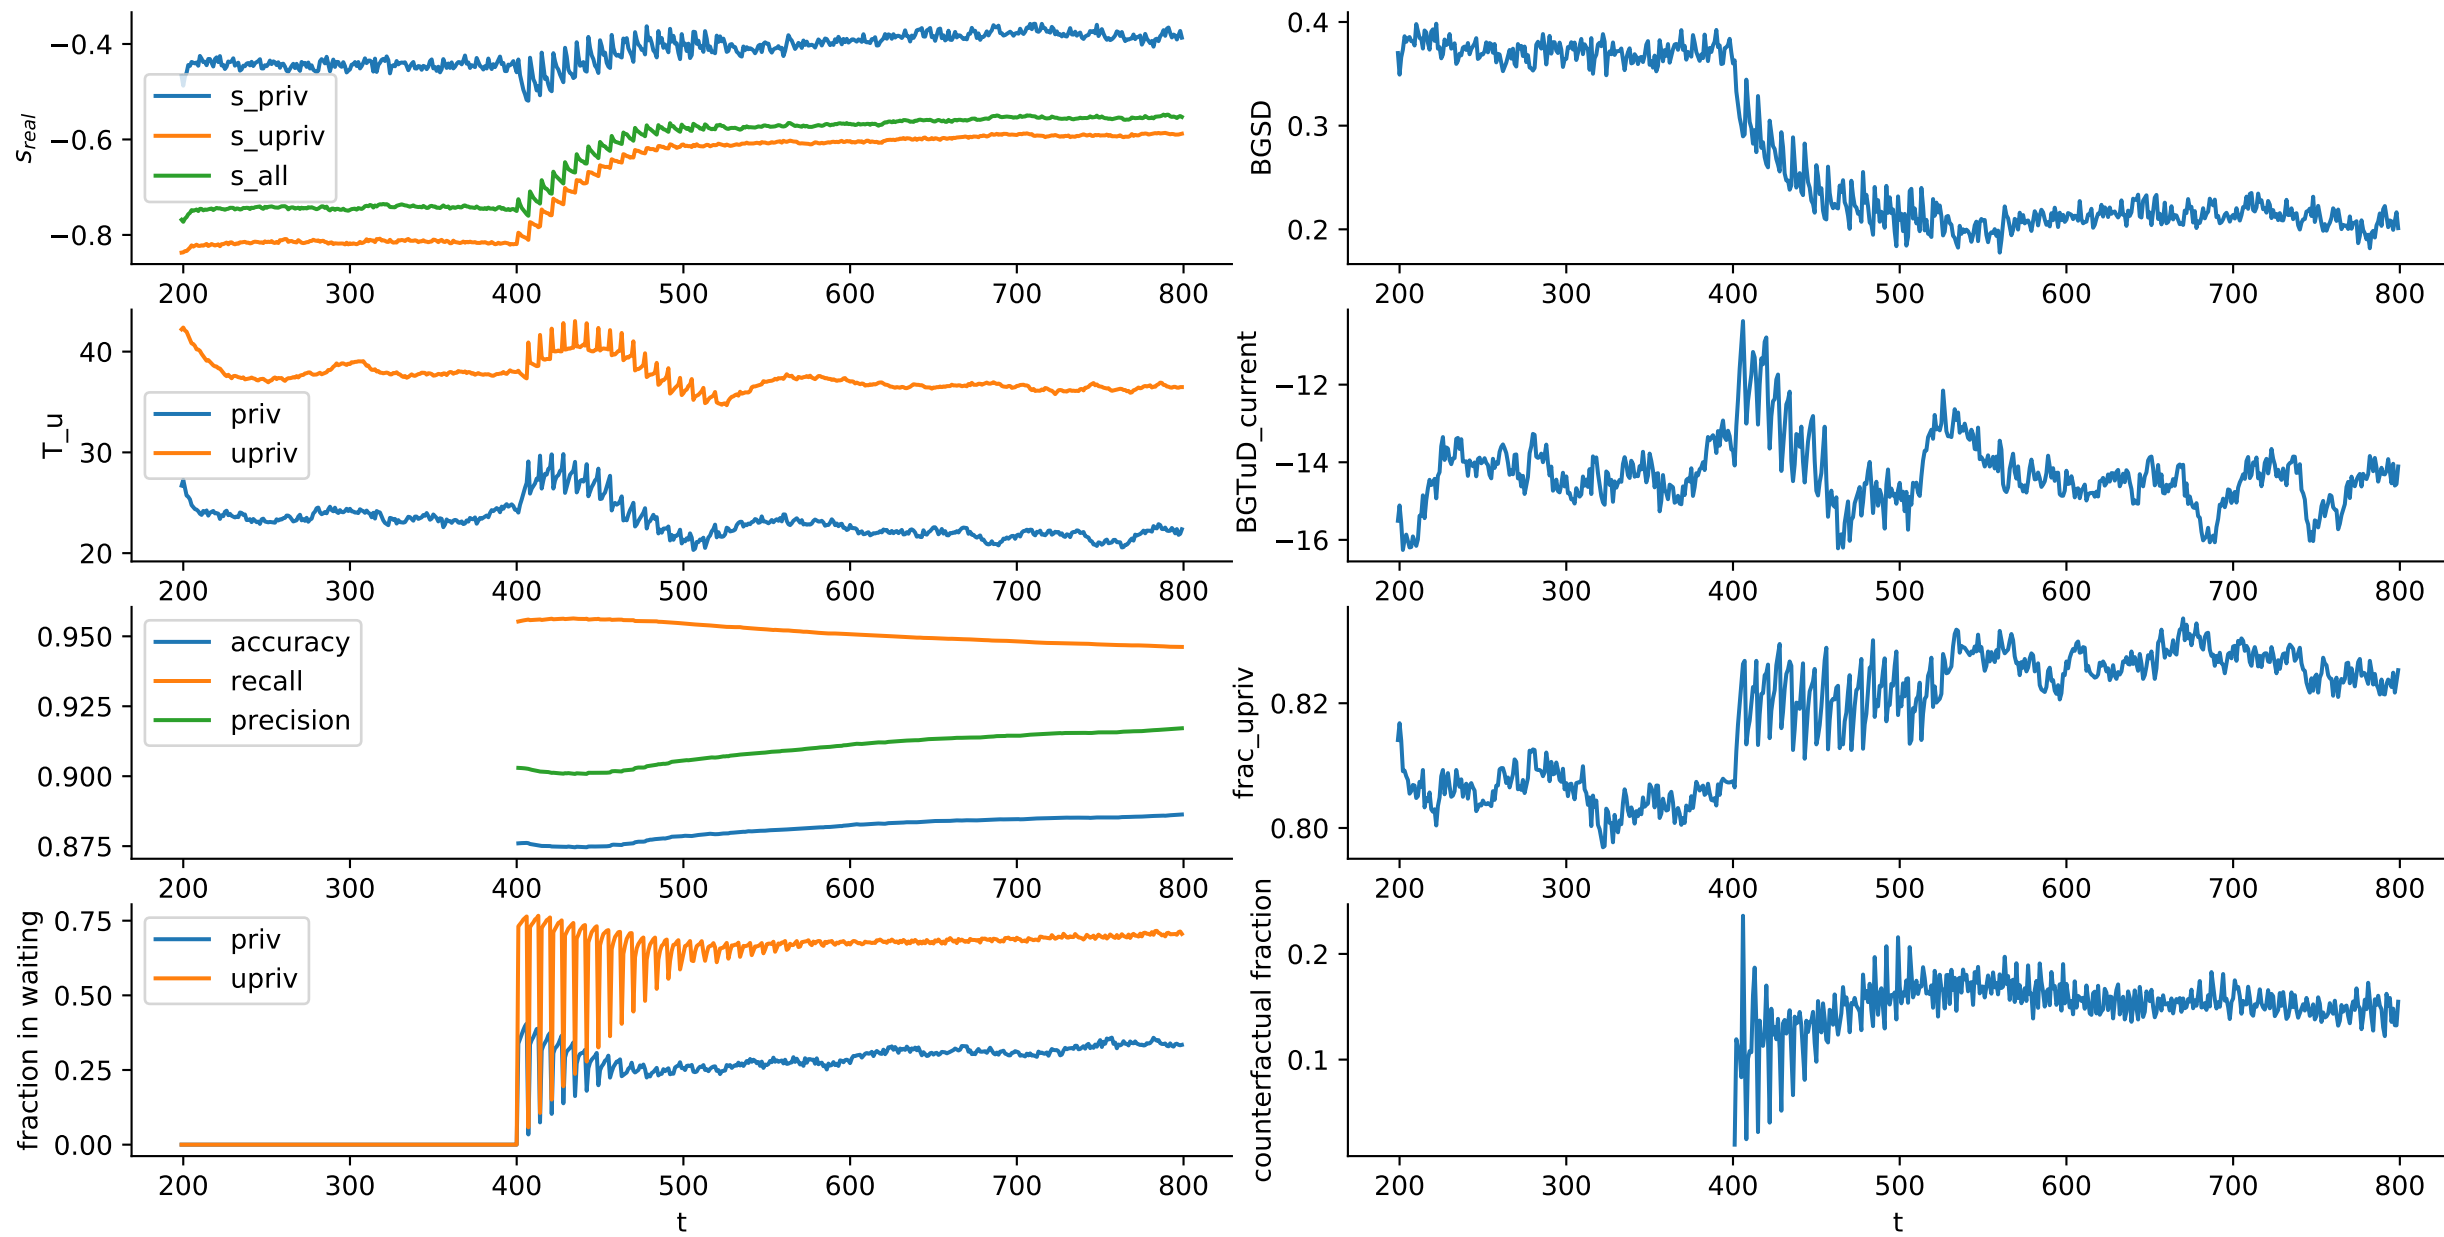 s_real
−0.4
−0.6
−0.8
s_priv
s_upriv
s_all
200 300 400 500 600 700 800
BGSD
0.4
0.3
0.2
200 300 400 500 600 700 800
T_u
40
30
20
priv
upriv
200 300 400 500 600 700 800
BGTuD_current
−12
−14
−16
200 300 400 500 600 700 800
0.950
0.925
0.900
0.875
accuracy
recall
precision
200 300 400 500 600 700 800
frac_upriv
0.82
0.80
200 300 400 500 600 700 800
fraction in waiting
0.75
0.50
0.25
0.00
priv
upriv
200 300 400 500 600 700 800
t
counterfactual fraction
0.2
0.1
200 300 400 500 600 700 800
t